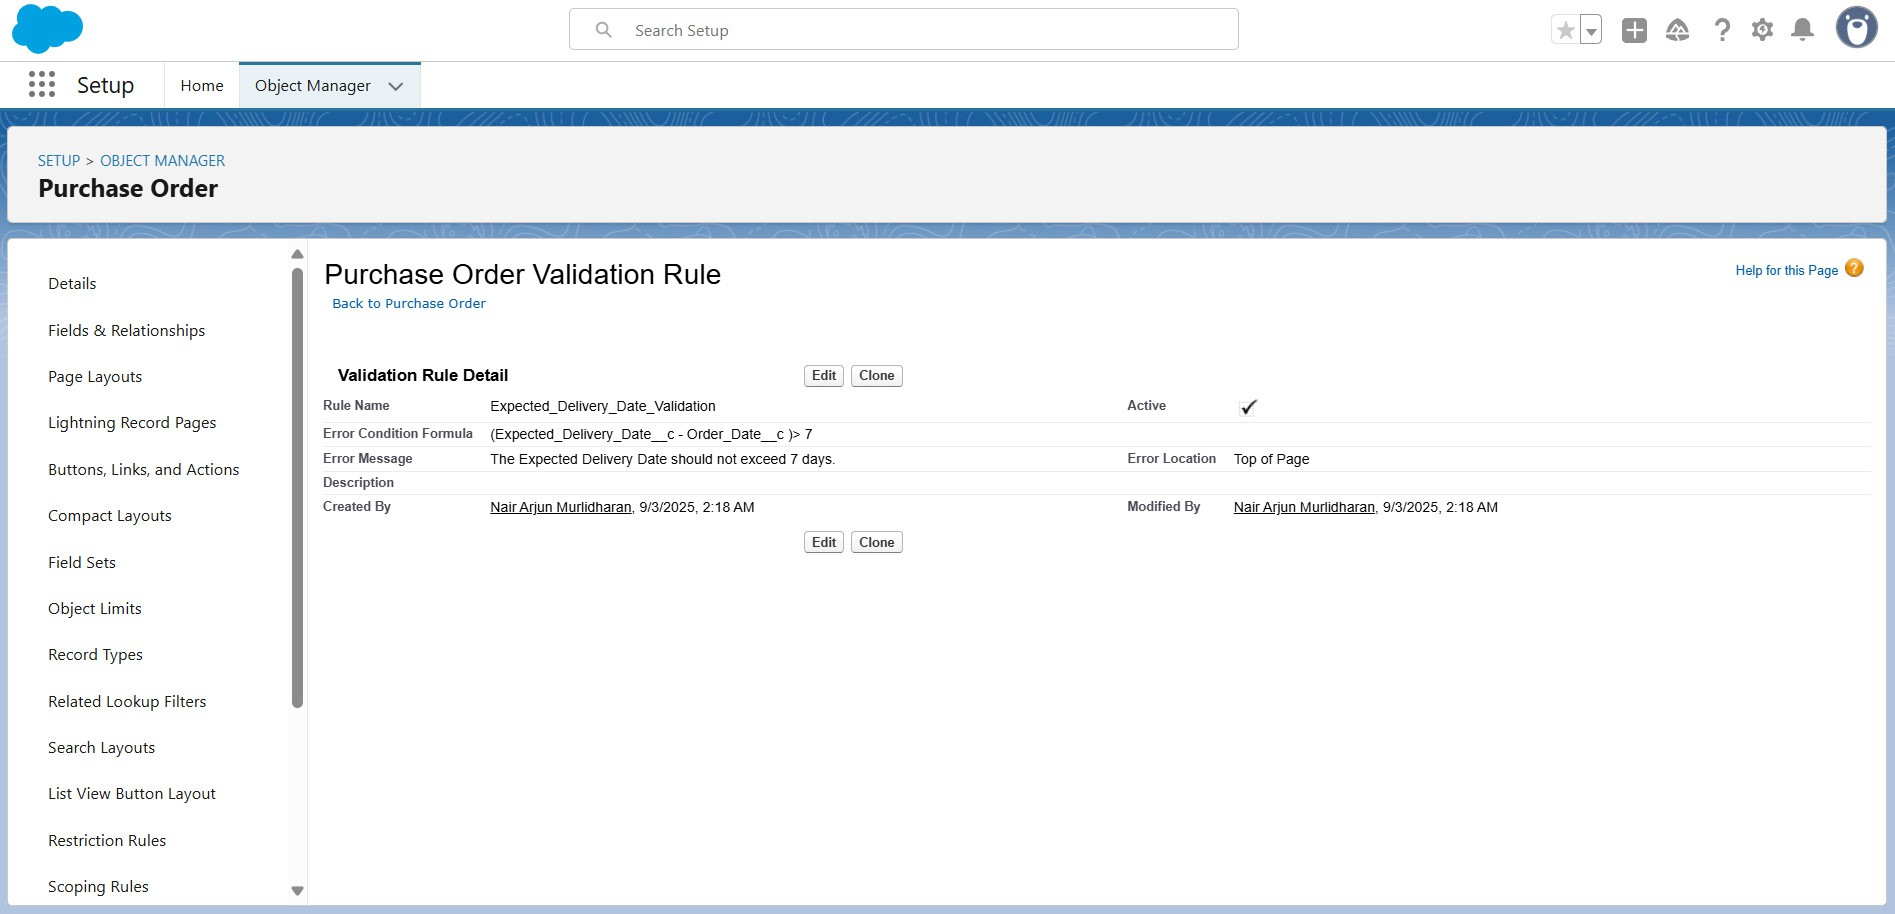 Search Setup
Setup
Home
Object Manager
SETUP > OBJECT MANAGER
Purchase Order
Details
Fields & Relationships
Page Layouts
Lightning Record Pages
Buttons, Links, and Actions
Compact Layouts
Field Sets
Object Limits
Record Types
Related Lookup Filters
Search Layouts
List View Button Layout
Restriction Rules
Scoping Rules
Purchase Order Validation Rule
Help for this Page ?
Back to Purchase Order
Validation Rule Detail Edit Clone
Rule Name Expected_Delivery_Date_Validation Active
Error Condition Formula (Expected_Delivery_Date__c - Order_Date__c )> 7
Error Message The Expected Delivery Date should not exceed 7 days. Error Location Top of Page
Description
Created By Nair Arjun Murlidharan, 9/3/2025, 2:18 AM Modified By Nair Arjun Murlidharan, 9/3/2025, 2:18 AM
Edit Clone